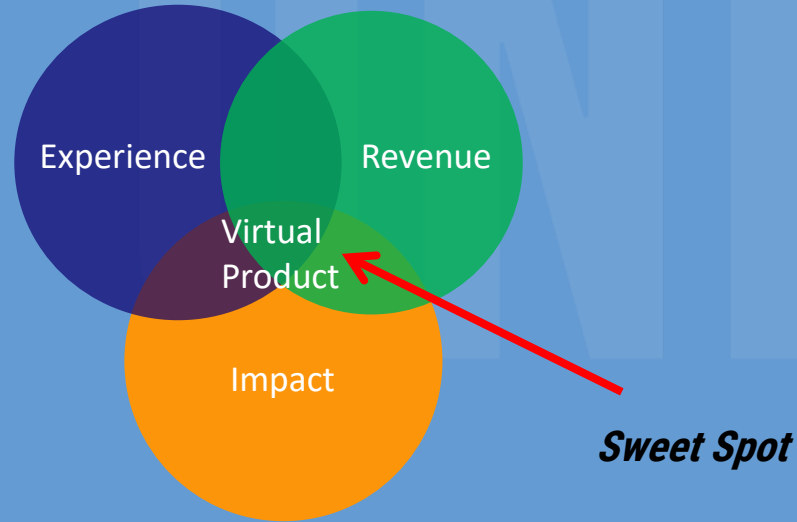 Experience
Revenue
Virtual
Product
Impact
Sweet Spot